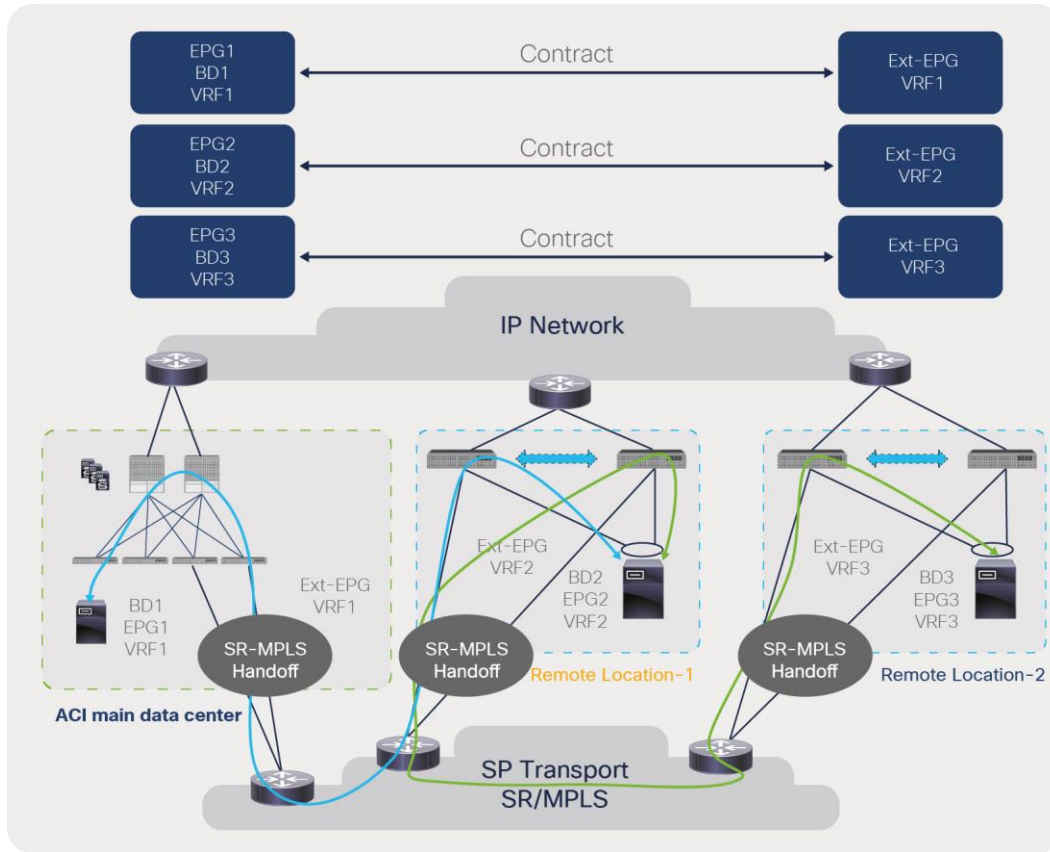 EPG1
BD1
VRF1
Contract
Ext-EPG
VRF1
EPG2
BD2
VRF2
Contract
Ext-EPG
VRF2
EPG3
BD3
VRF3
Contract
Ext-EPG
VRF3
IP Network
BD1
EPG1
VRF1
Ext-EPG
VRF1
SR-MPLS
Handoff
ACI main data center
Ext-EPG
VRF2
BD2
EPG2
VRF2
SR-MPLS
Handoff
Remote Location-1
Ext-EPG
VRF3
BD3
EPG3
VRF3
SR-MPLS
Handoff
Remote Location-2
SP Transport
SR/MPLS